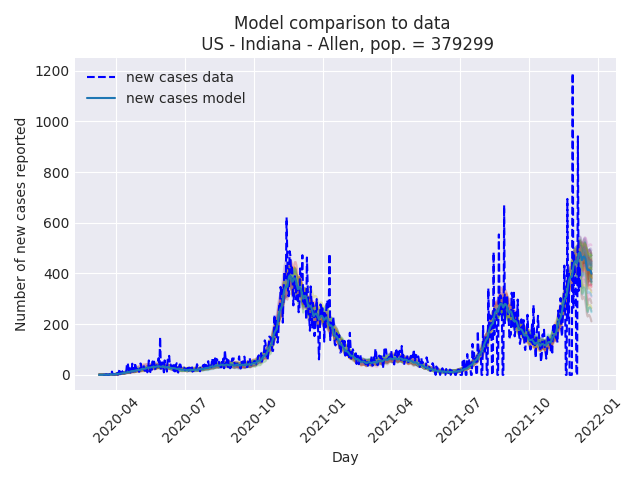 Model comparison to data
US - Indiana - Allen, pop. = 379299
new cases data
new cases model
Number of new cases reported
1200
1000
800
600
400
200
0
2020-04
2020-07
2020-10
2021-01
2021-04
2021-07
2021-10
2022-01
Day